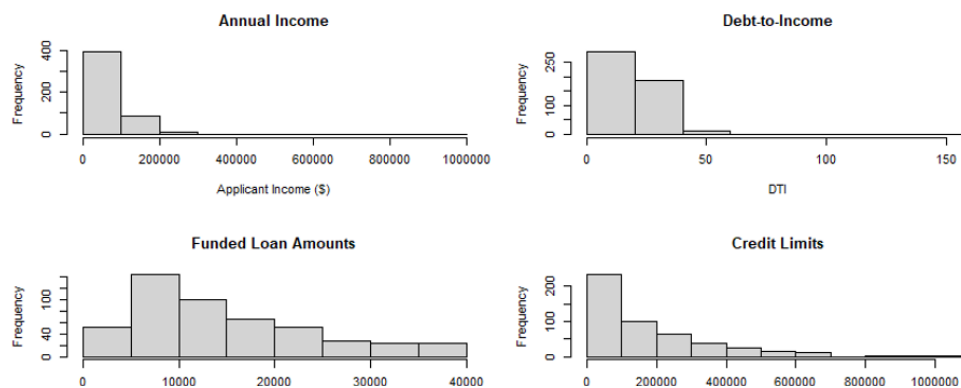 Annual Income
Frequency
0 200 400
0 200000 400000 600000 800000 1000000
Applicant Income ($)
Debt-to-Income
Frequency
0 100 250
0 50 100 150
DTI
Funded Loan Amounts
Frequency
0 40 100
0 10000 20000 30000 40000
Credit Limits
Frequency
0 100 200
0 200000 400000 600000 800000